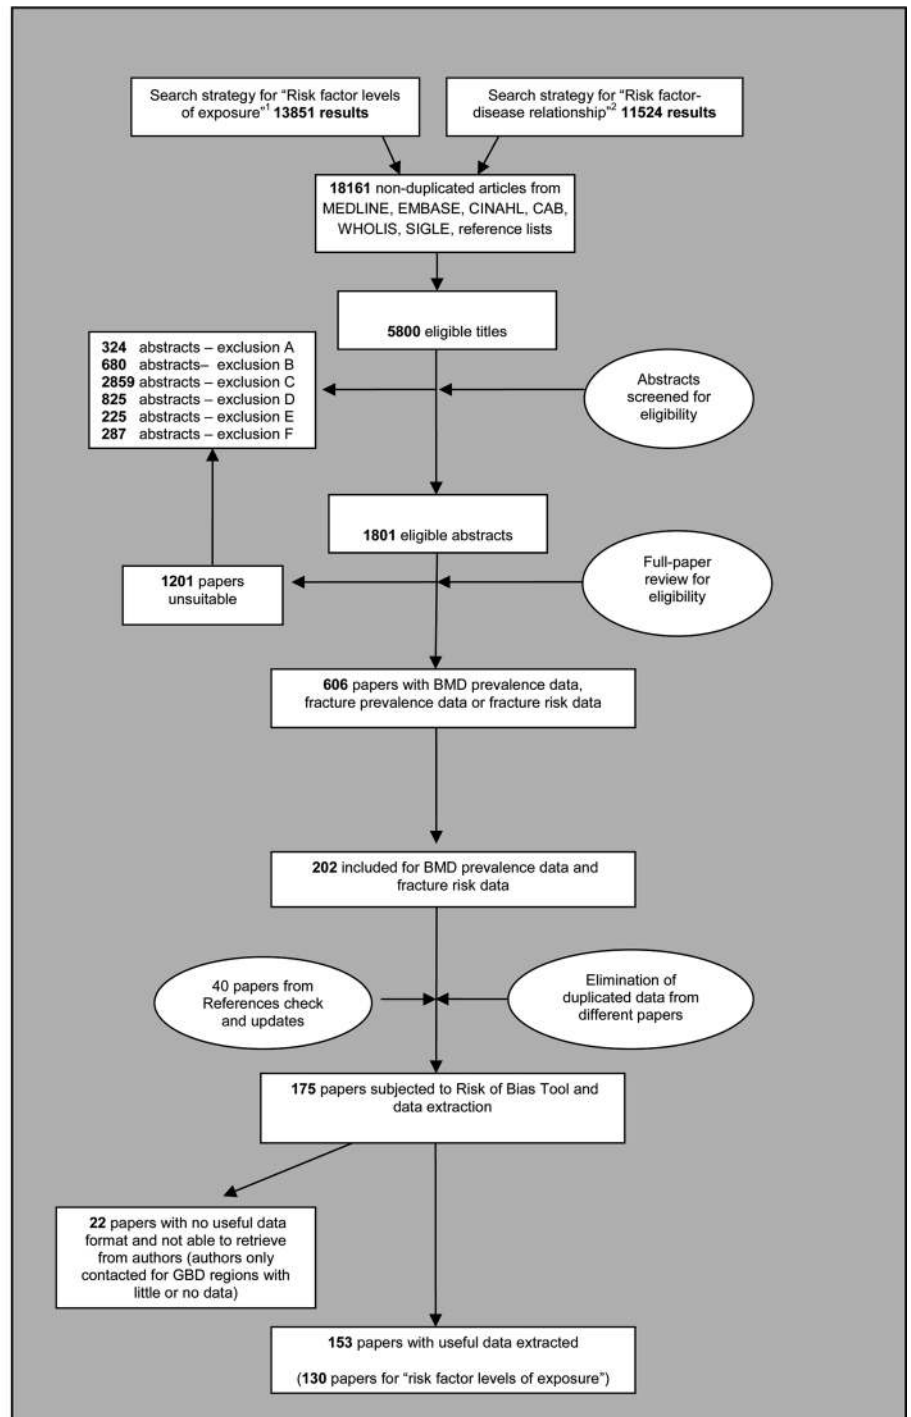 Search strategy for “Risk factor levels
of exposure”1 13851 results
Search strategy for “Risk factor-
disease relationship”2 11524 results
18161 non-duplicated articles from
MEDLINE, EMBASE, CINAHL, CAB,
WHOLIS, SIGLE, reference lists
5800 eligible titles
324 abstracts – exclusion A
680 abstracts– exclusion B
2859 abstracts – exclusion C
825 abstracts – exclusion D
225 abstracts – exclusion E
287 abstracts – exclusion F
Abstracts
screened for
eligibility
1801 eligible abstracts
1201 papers
unsuitable
Full-paper
review for
eligibility
606 papers with BMD prevalence data,
fracture prevalence data or fracture risk data
202 included for BMD prevalence data and
fracture risk data
40 papers from
References check
and updates
Elimination of
duplicated data from
different papers
175 papers subjected to Risk of Bias Tool and
data extraction
22 papers with no useful data
format and not able to retrieve
from authors (authors only
contacted for GBD regions with
little or no data)
153 papers with useful data extracted
(130 papers for “risk factor levels of exposure”)